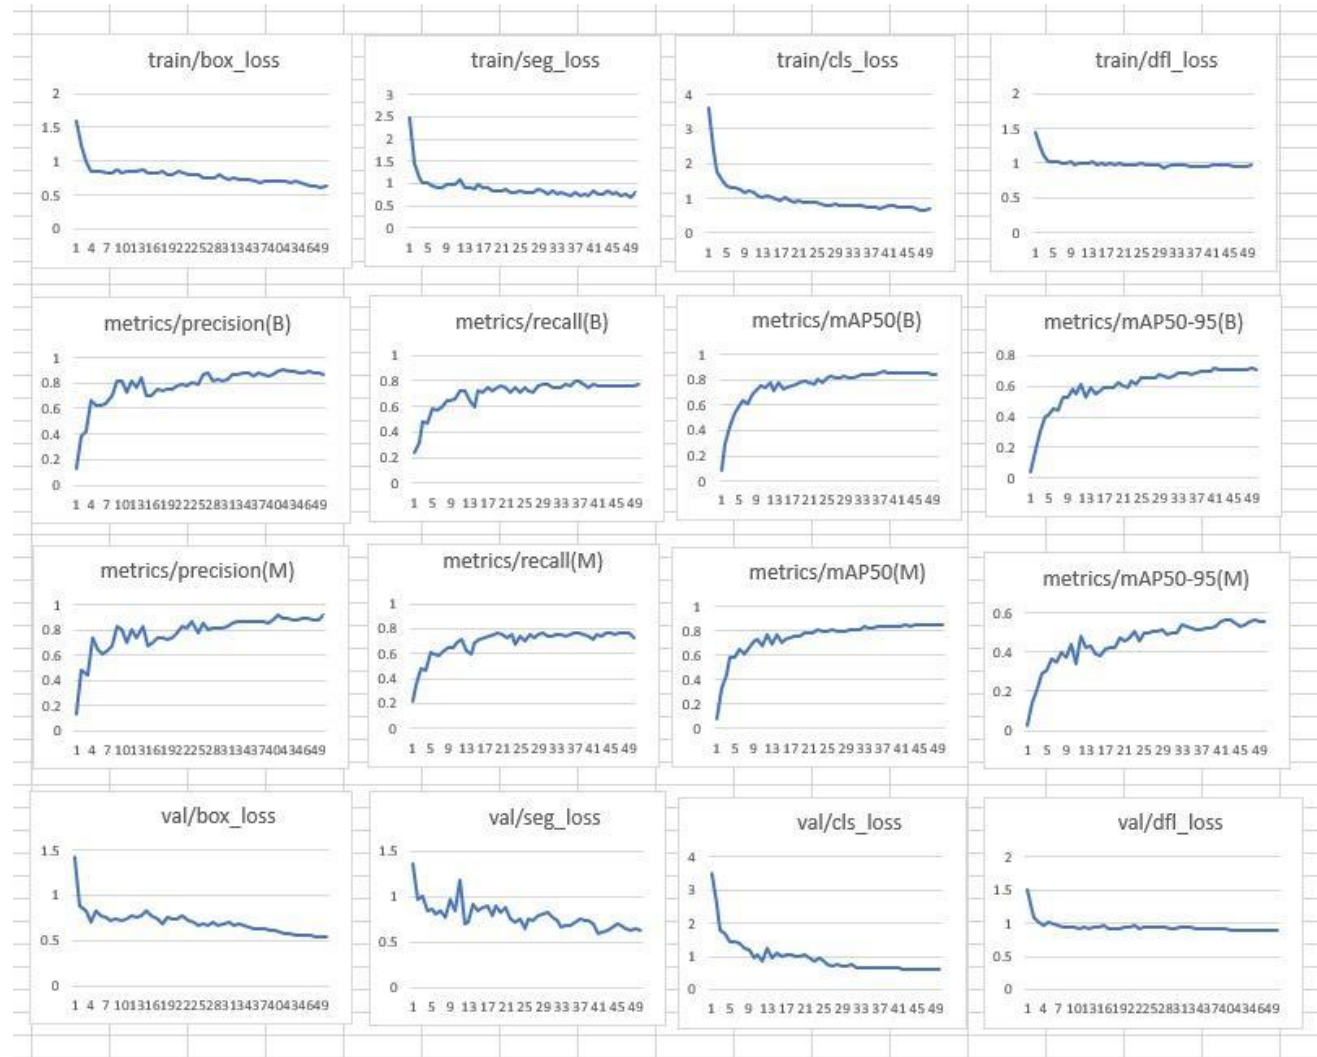 train/box_loss
2
1.5
1
0.5
0
1 4 7 10131619222528313437404346 49
train/seg_loss
3
2.5
2
1.5
1
0.5
0
1 5 9 13 17 21 25 29 33 37 41 45 49
train/cls_loss
4
3
2
1
0
1 5 9 13 17 21 25 29 33 37 41 45 49
train/dfl_loss
2
1.5
1
0.5
0
1 5 9 13 17 21 25 29 33 37 41 45 49
metrics/precision(B)
1
0.8
0.6
0.4
0.2
0
1 4 7 10131619222528313437404346 49
metrics/recall(B)
1
0.8
0.6
0.4
0.2
0
1 5 9 13 17 21 25 29 33 37 41 45 49
metrics/mAP50(B)
1
0.8
0.6
0.4
0.2
0
1 5 9 13 17 21 25 29 33 37 41 45 49
metrics/mAP50-95(B)
0.8
0.6
0.4
0.2
0
1 5 9 13 17 21 25 29 33 37 41 45 49
metrics/precision(M)
1
0.8
0.6
0.4
0.2
0
1 4 7 10131619222528313437404346 49
metrics/recall(M)
1
0.8
0.6
0.4
0.2
0
1 5 9 13 17 21 25 29 33 37 41 45 49
metrics/mAP50(M)
1
0.8
0.6
0.4
0.2
0
1 5 9 13 17 21 25 29 33 37 41 45 49
metrics/mAP50-95(M)
0.6
0.4
0.2
0
1 5 9 13 17 21 25 29 33 37 41 45 49
val/box_loss
1.5
1
0.5
0
1 4 7 10131619222528313437404346 49
val/seg_loss
1.5
1
0.5
0
1 5 9 13 17 21 25 29 33 37 41 45 49
val/cls_loss
4
3
2
1
0
1 5 9 13 17 21 25 29 33 37 41 45 49
val/dfl_loss
2
1.5
1
0.5
0
1 4 7 10131619222528313437404346 49